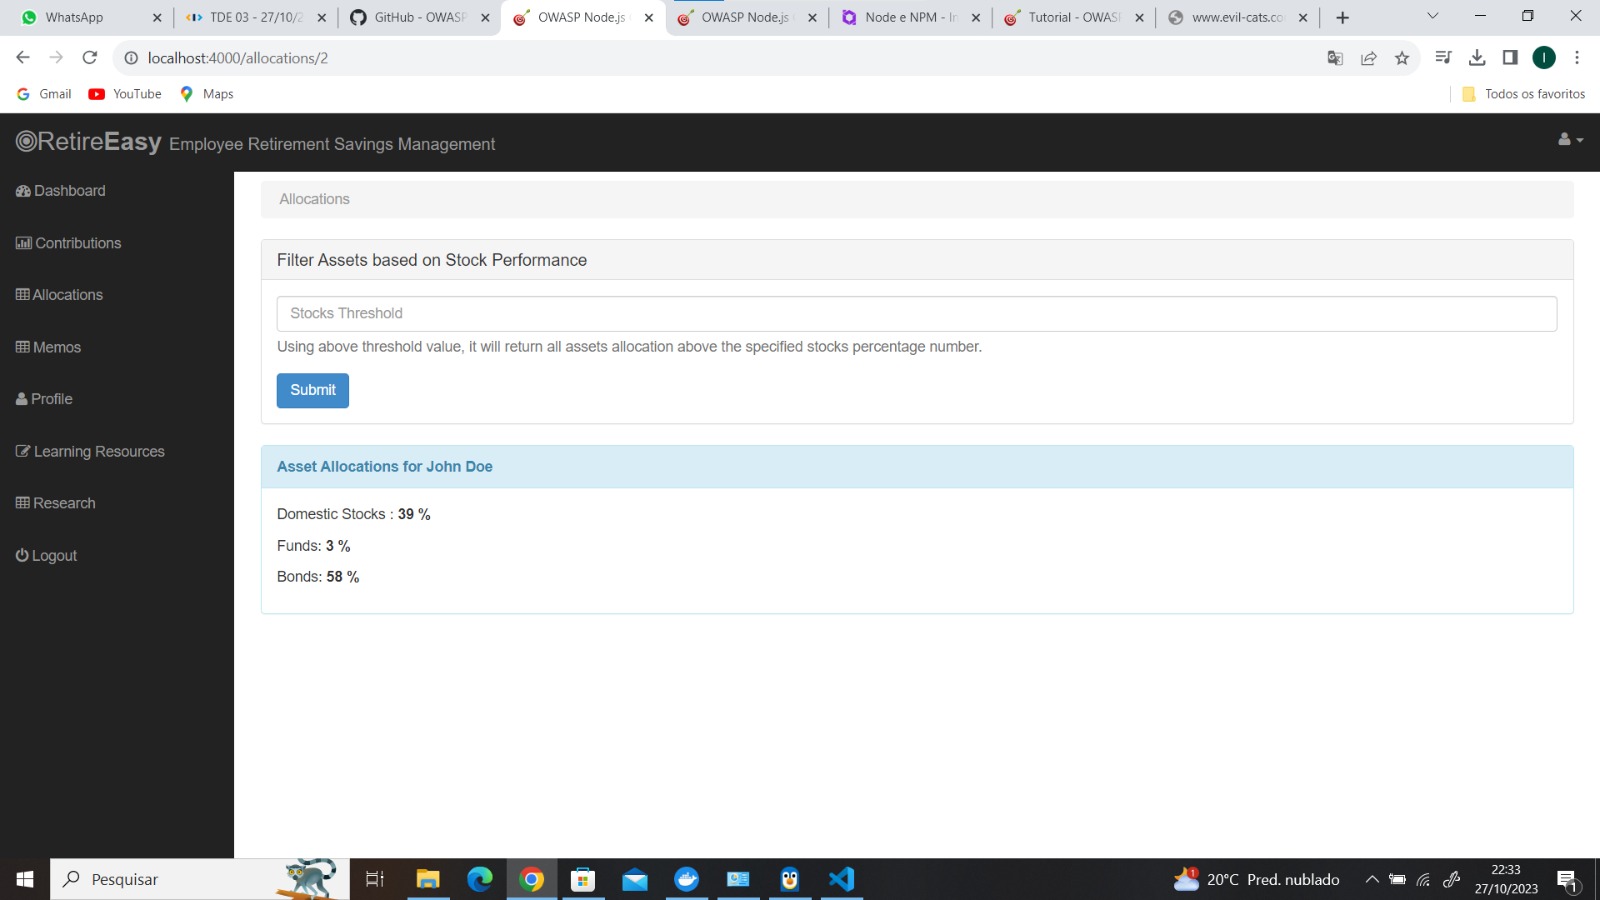 WhatsApp
TDE 03 - 27/10/2
GitHub - OWASP
OWASP Node.js
OWASP Node.js
Node e NPM - In
Tutorial - OWAS
www.evil-cats.co
localhost:4000/allocations/2
I
Gmail
YouTube
Maps
Todos os favoritos
RetireEasy Employee Retirement Savings Management
Dashboard
Contributions
Allocations
Memos
Profile
Learning Resources
Research
Logout
Allocations
Filter Assets based on Stock Performance
Stocks Threshold
Using above threshold value, it will return all assets allocation above the specified stocks percentage number.
Submit
Asset Allocations for John Doe
Domestic Stocks : 39 %
Funds: 3 %
Bonds: 58 %
Pesquisar
1
20°C Pred. nublado
22:33
27/10/2023
1